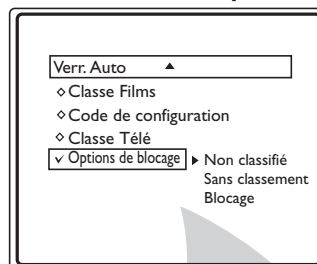 Verr. Auto ▲
◇ Classe Films
◇ Code de configuration
◇ Classe Télé
✓ Options de blocage ▶ Non classifié
Sans classement
Blocage